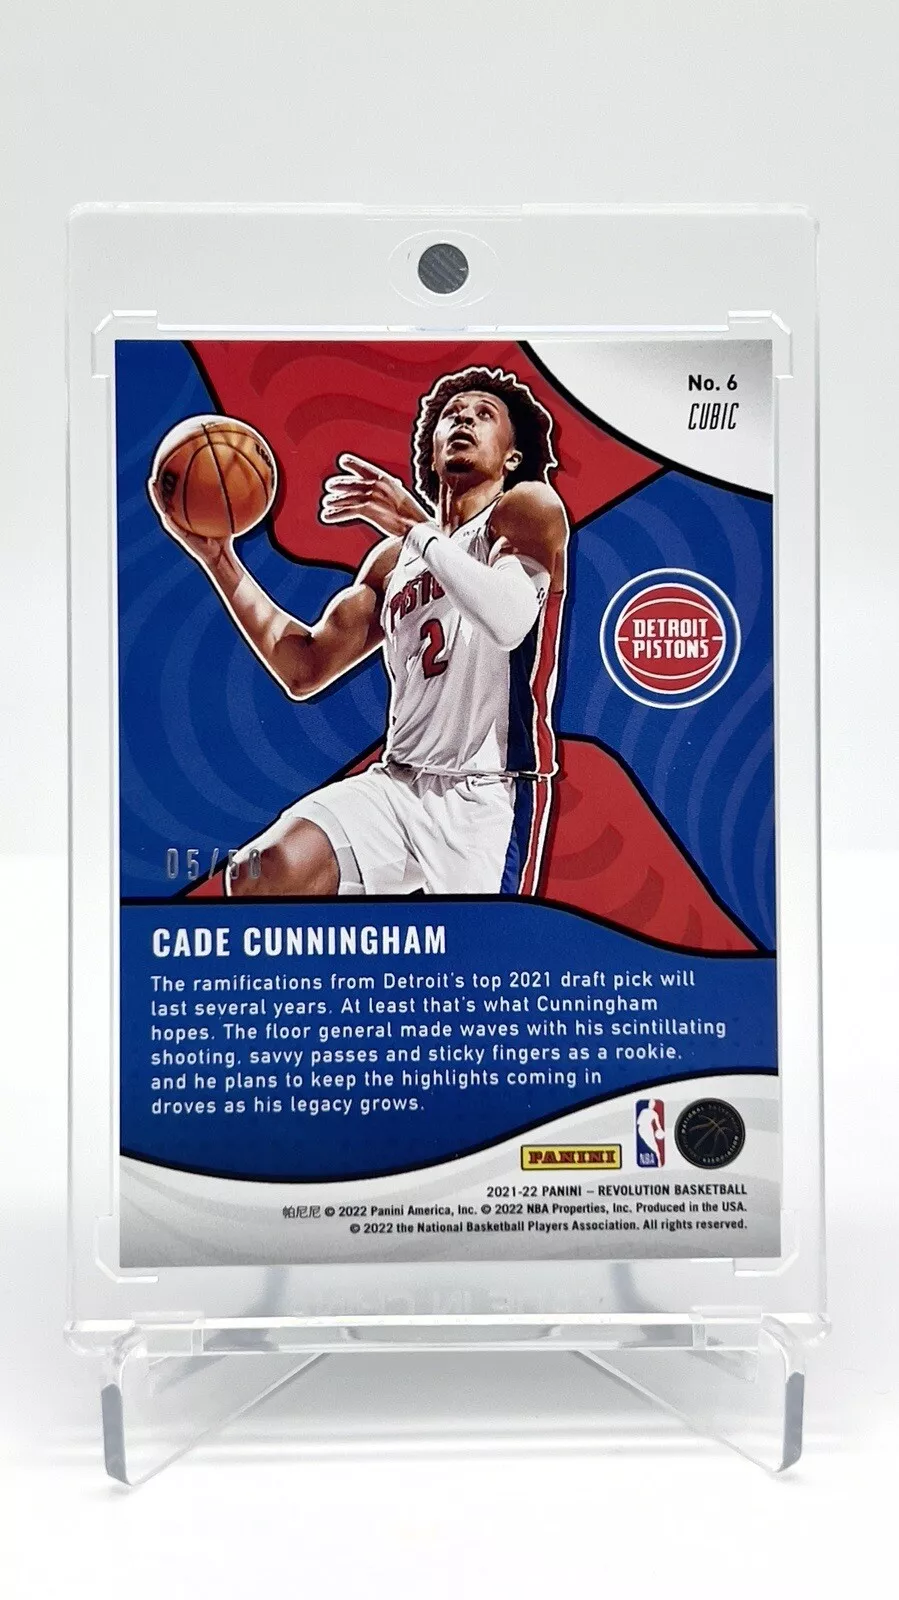 No. 6
CUBIC
PISTO
2
DETROIT
PISTONS
05/50
CADE CUNNINGHAM
The ramifications from Detroit's top 2021 draft pick will
last several years. At least that's what Cunningham
hopes. The floor general made waves with his scintillating
shooting, savvy passes and sticky fingers as a rookie,
and he plans to keep the highlights coming in
droves as his legacy grows.
PANINI
NBA
2021-22 PANINI – REVOLUTION BASKETBALL
帕尼尼 © 2022 Panini America, Inc. © 2022 NBA Properties, Inc. Produced in the USA.
© 2022 the National Basketball Players Association. All rights reserved.